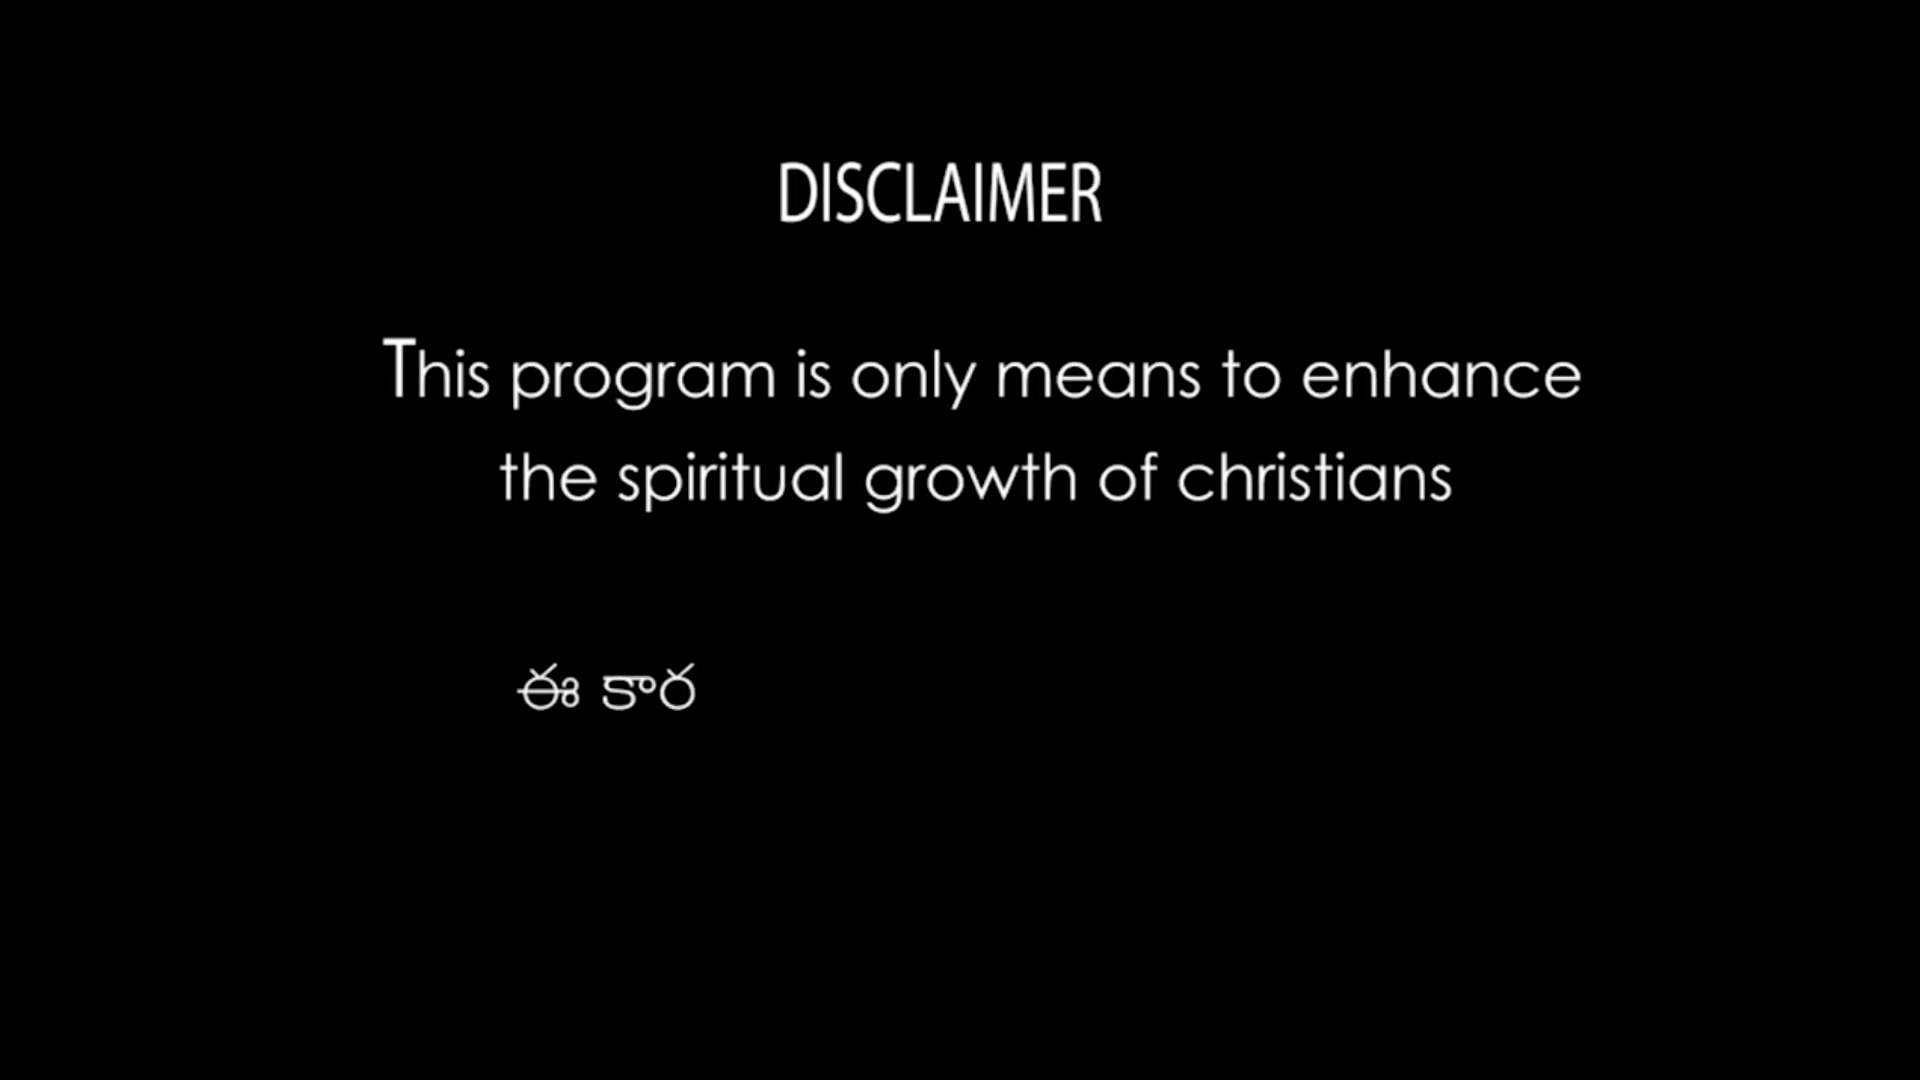 DISCLAIMER
This program is only means to enhance
the spiritual growth of christians
ఈ కార